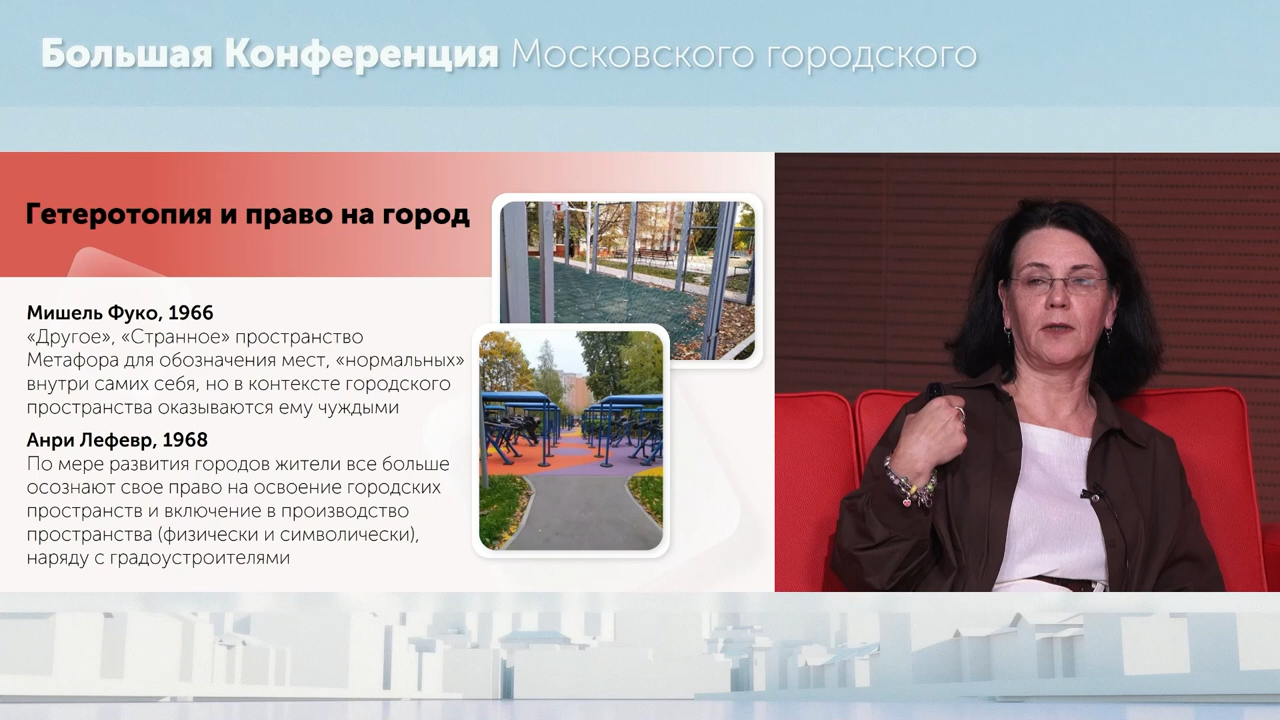 Большая Конференция Московского городского
Гетеротопия и право на город
Мишель Фуко, 1966
«Другое», «Странное» пространство
Метафора для обозначения мест, «нормальных»
внутри самих себя, но в контексте городского
пространства оказываются ему чуждыми
Анри Лефевр, 1968
По мере развития городов жители все больше
осознают свое право на освоение городских
пространств и включение в производство
пространства (физически и символически),
наряду с градоустроителями